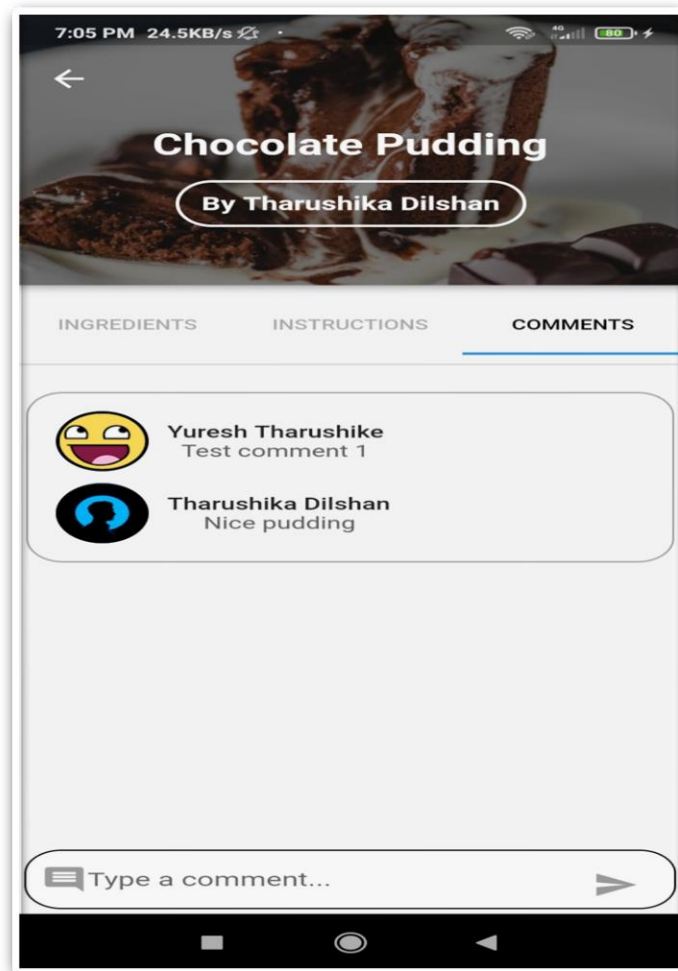 7:05 PM 24.5KB/s 4G 80
Chocolate Pudding
By Tharushika Dilshan
INGREDIENTS INSTRUCTIONS COMMENTS
Yuresh Tharushike
Test comment 1
Tharushika Dilshan
Nice pudding
Type a comment...